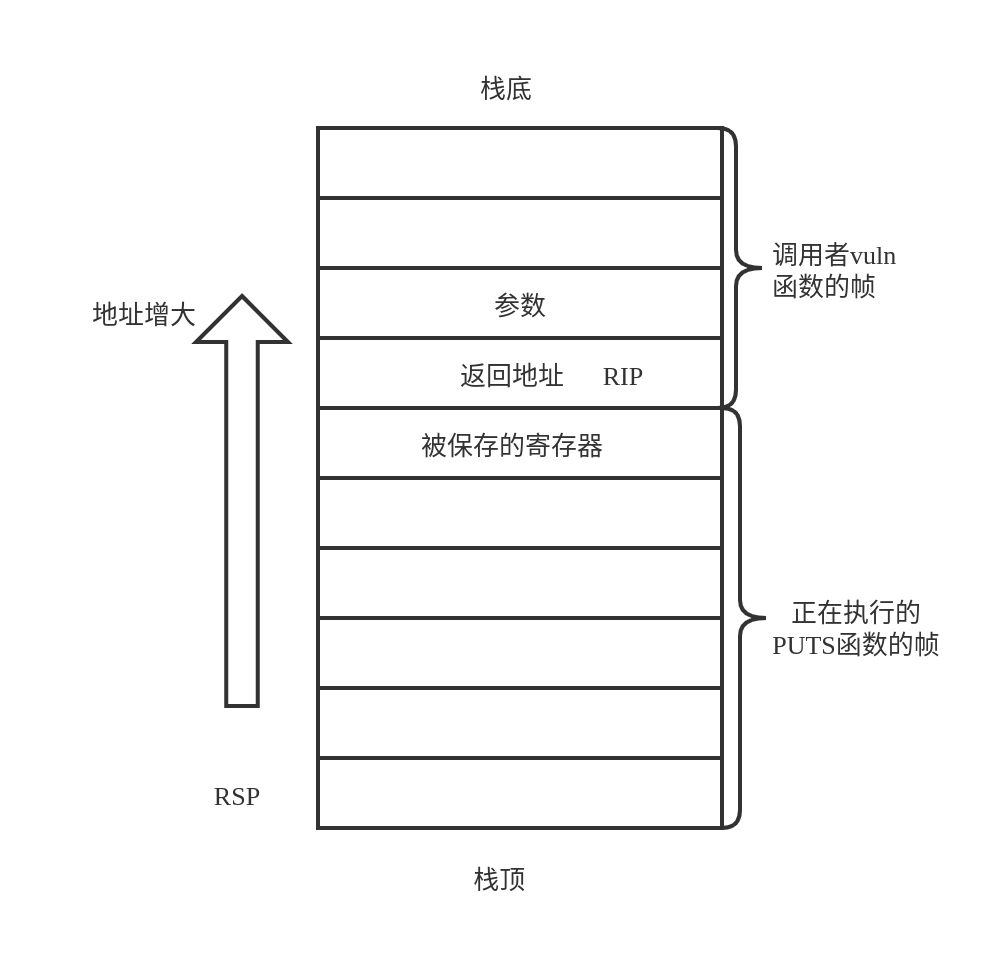 栈底
调用者vuln
函数的帧
地址增大
参数
返回地址 RIP
被保存的寄存器
正在执行的
PUTS函数的帧
RSP
栈顶